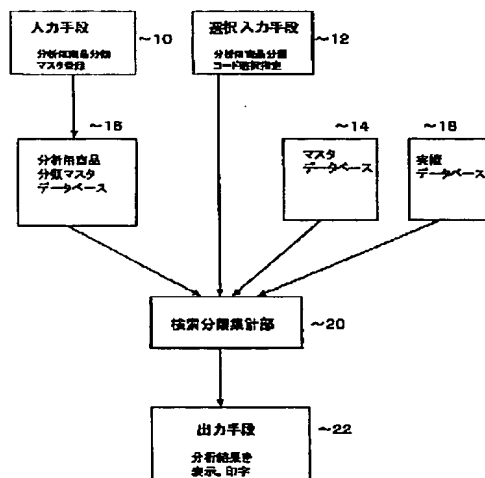 入力手段
分析用商品分類
マスタ登録
~10
選択入力手段
分析用商品分類
コード選択指定
~12
~16
分析用商品
分類マスタ
データベース
~14
マスタ
データベース
~18
実績
データベース
検索分類集計部
~20
出力手段
分析結果を
表示、印字
~22